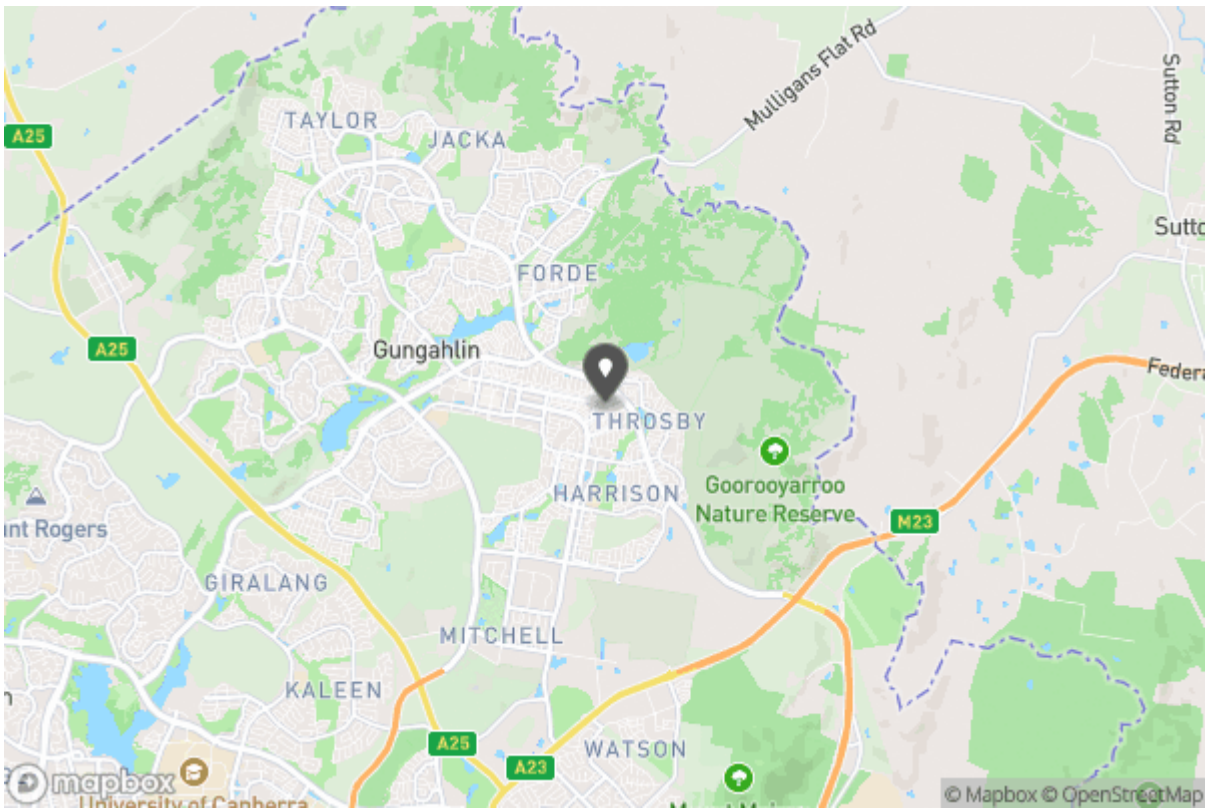 Mulligans Flat Rd
Sutton Rd
A25
TAYLOR
JACKA
Sutto
FORDE
A25
Gungahlin
Federa
THROSBY
Goorooyarroo
Nature Reserve
HARRISON
M23
nt Rogers
GIRALANG
MITCHELL
KALEEN
A25
WATSON
A23
mapbox
University of Canberra
© Mapbox © OpenStreetMap